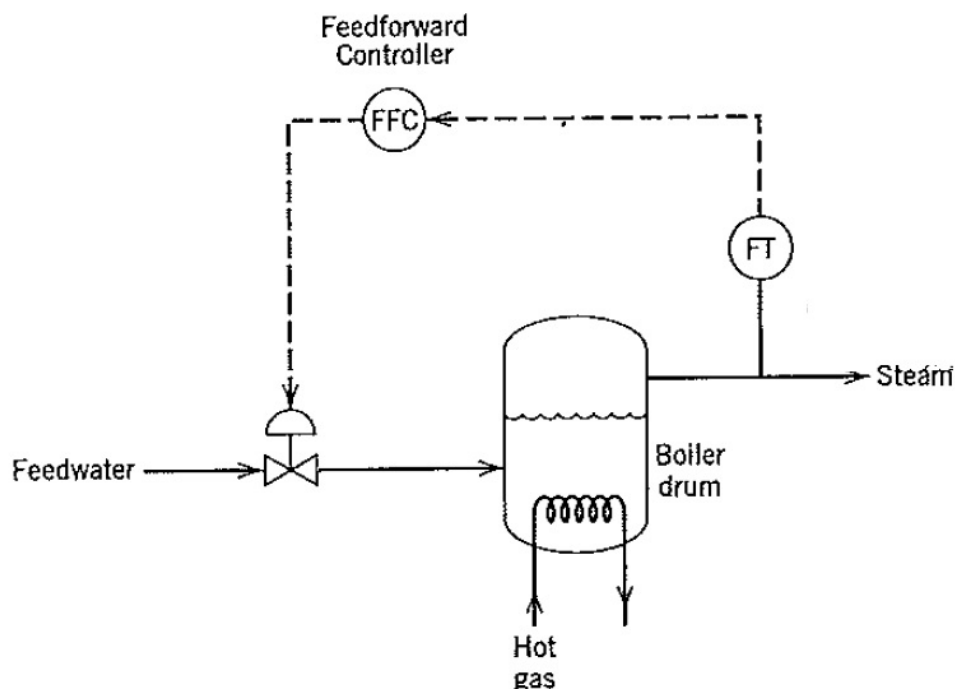 Feedforward
Controller
FFC
FT
Steam
Feedwater
Boiler
drum
Hot
gas